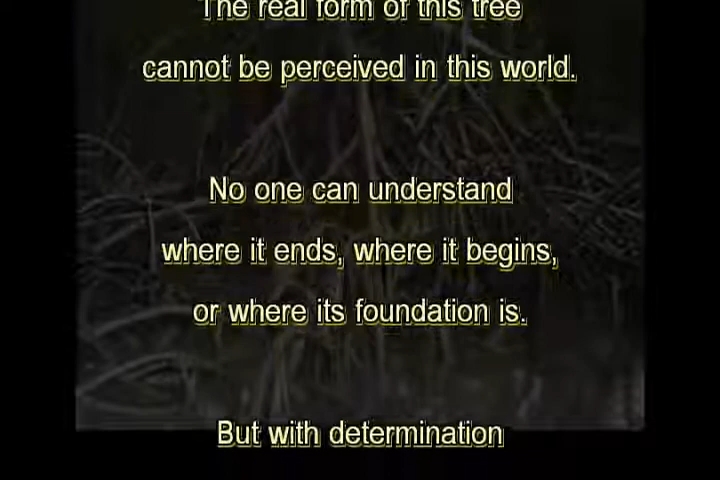 The real form of this tree
cannot be perceived in this world.
No one can understand
where it ends, where it begins,
or where its foundation is.
But with determination